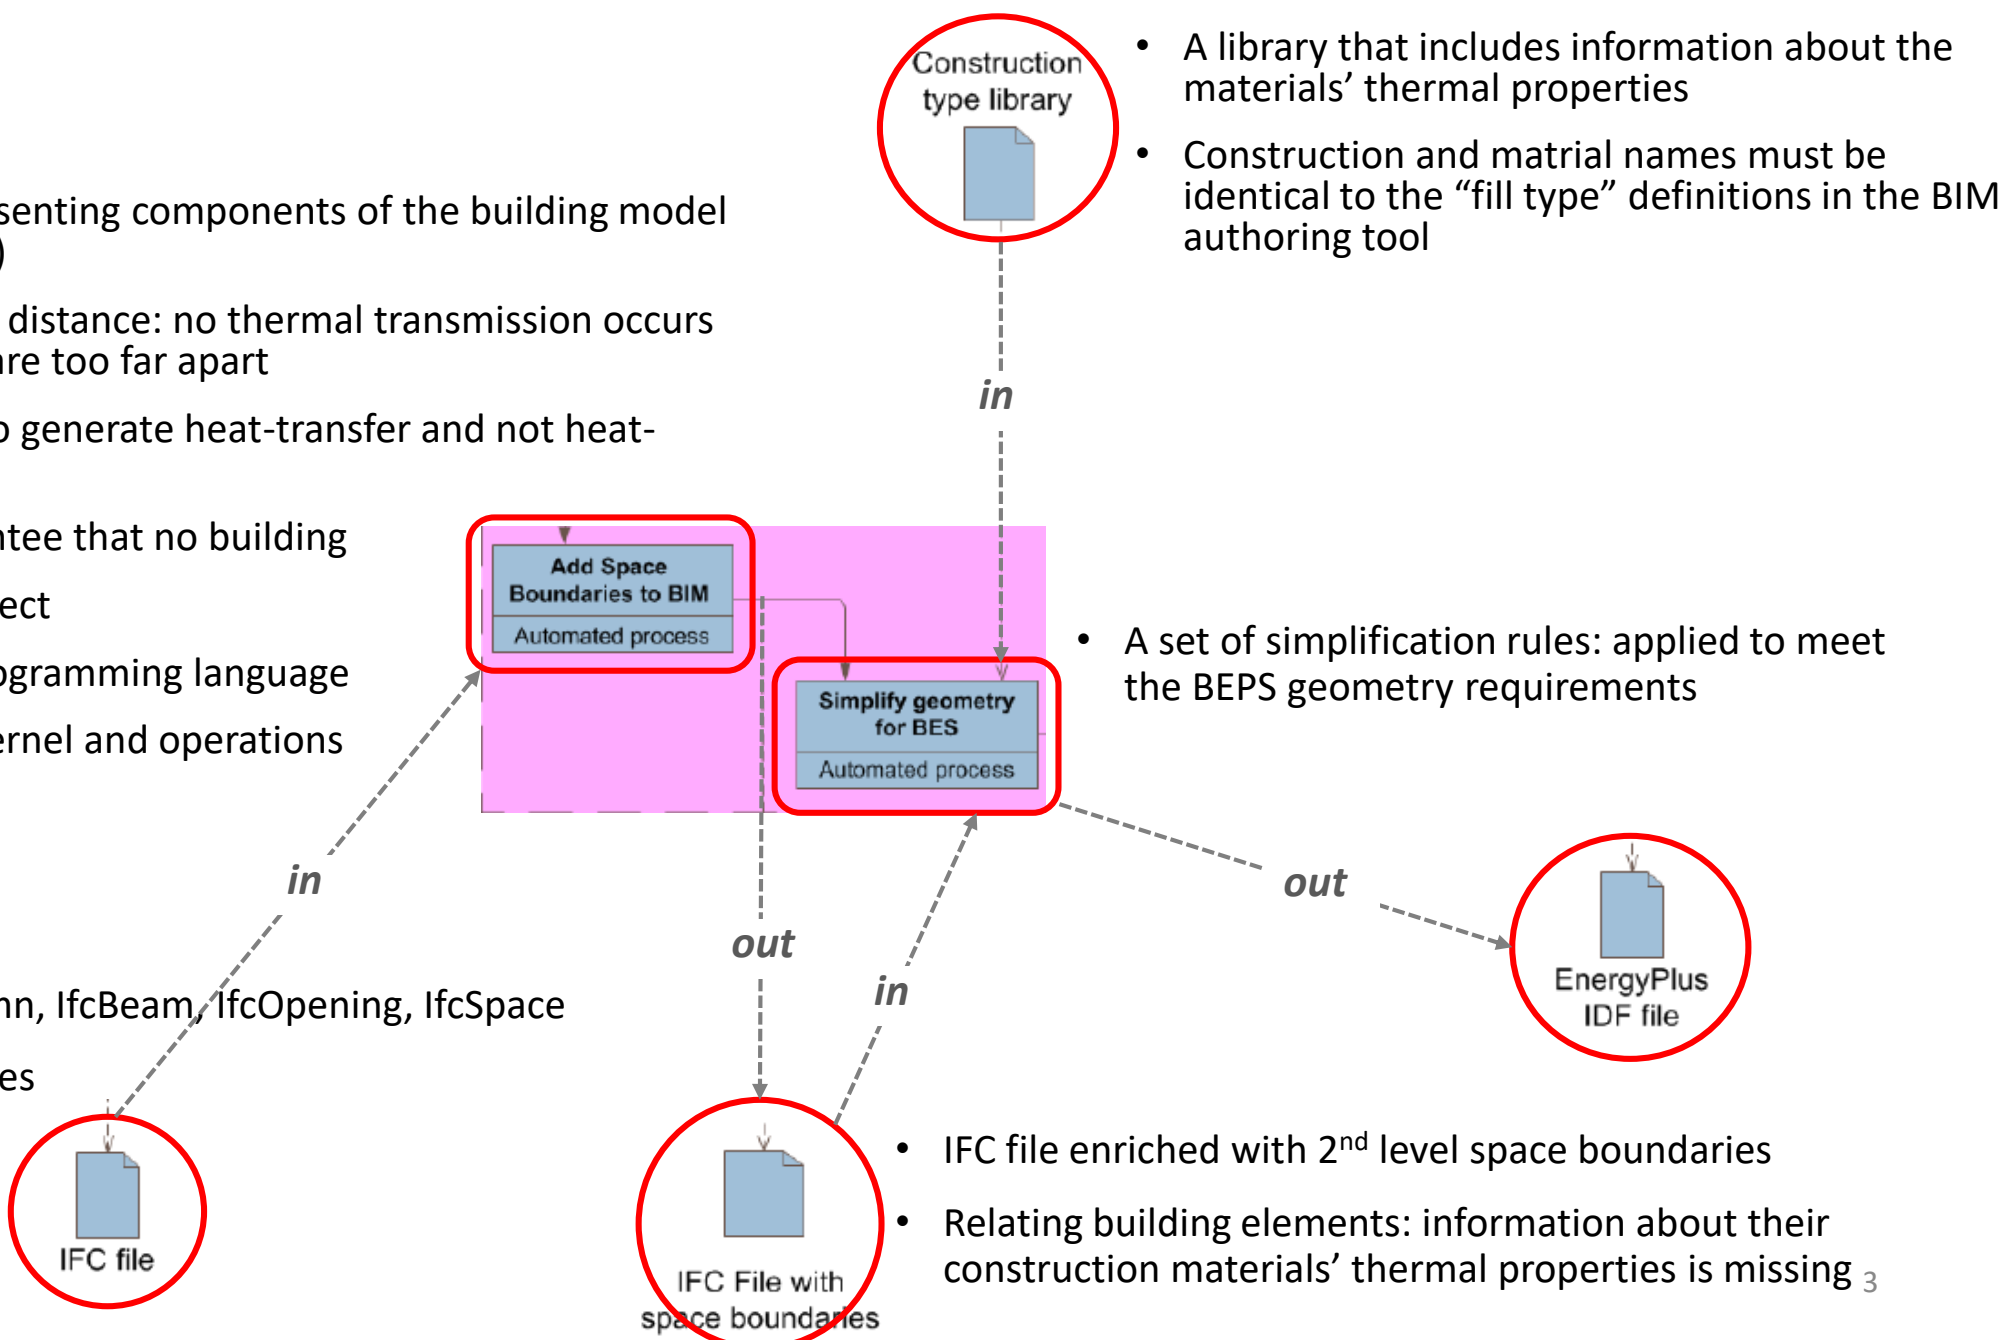 Construction
type library
• A library that includes information about the
materials’ thermal properties
• Construction and matrial names must be
identical to the “fill type” definitions in the BIM
authoring tool
senting components of the building model
)
distance: no thermal transmission occurs
are too far apart
o generate heat-transfer and not heat-
ntee that no building
ect
ogramming language
ernel and operations
in
Add Space
Boundaries to BIM
Automated process
Simplify geometry
for BES
Automated process
• A set of simplification rules: applied to meet
the BEPS geometry requirements
in
out
in
out
EnergyPlus
IDF file
mn, IfcBeam, IfcOpening, IfcSpace
es
IFC file
IFC File with
space boundaries
• IFC file enriched with 2nd level space boundaries
• Relating building elements: information about their
construction materials’ thermal properties is missing
3